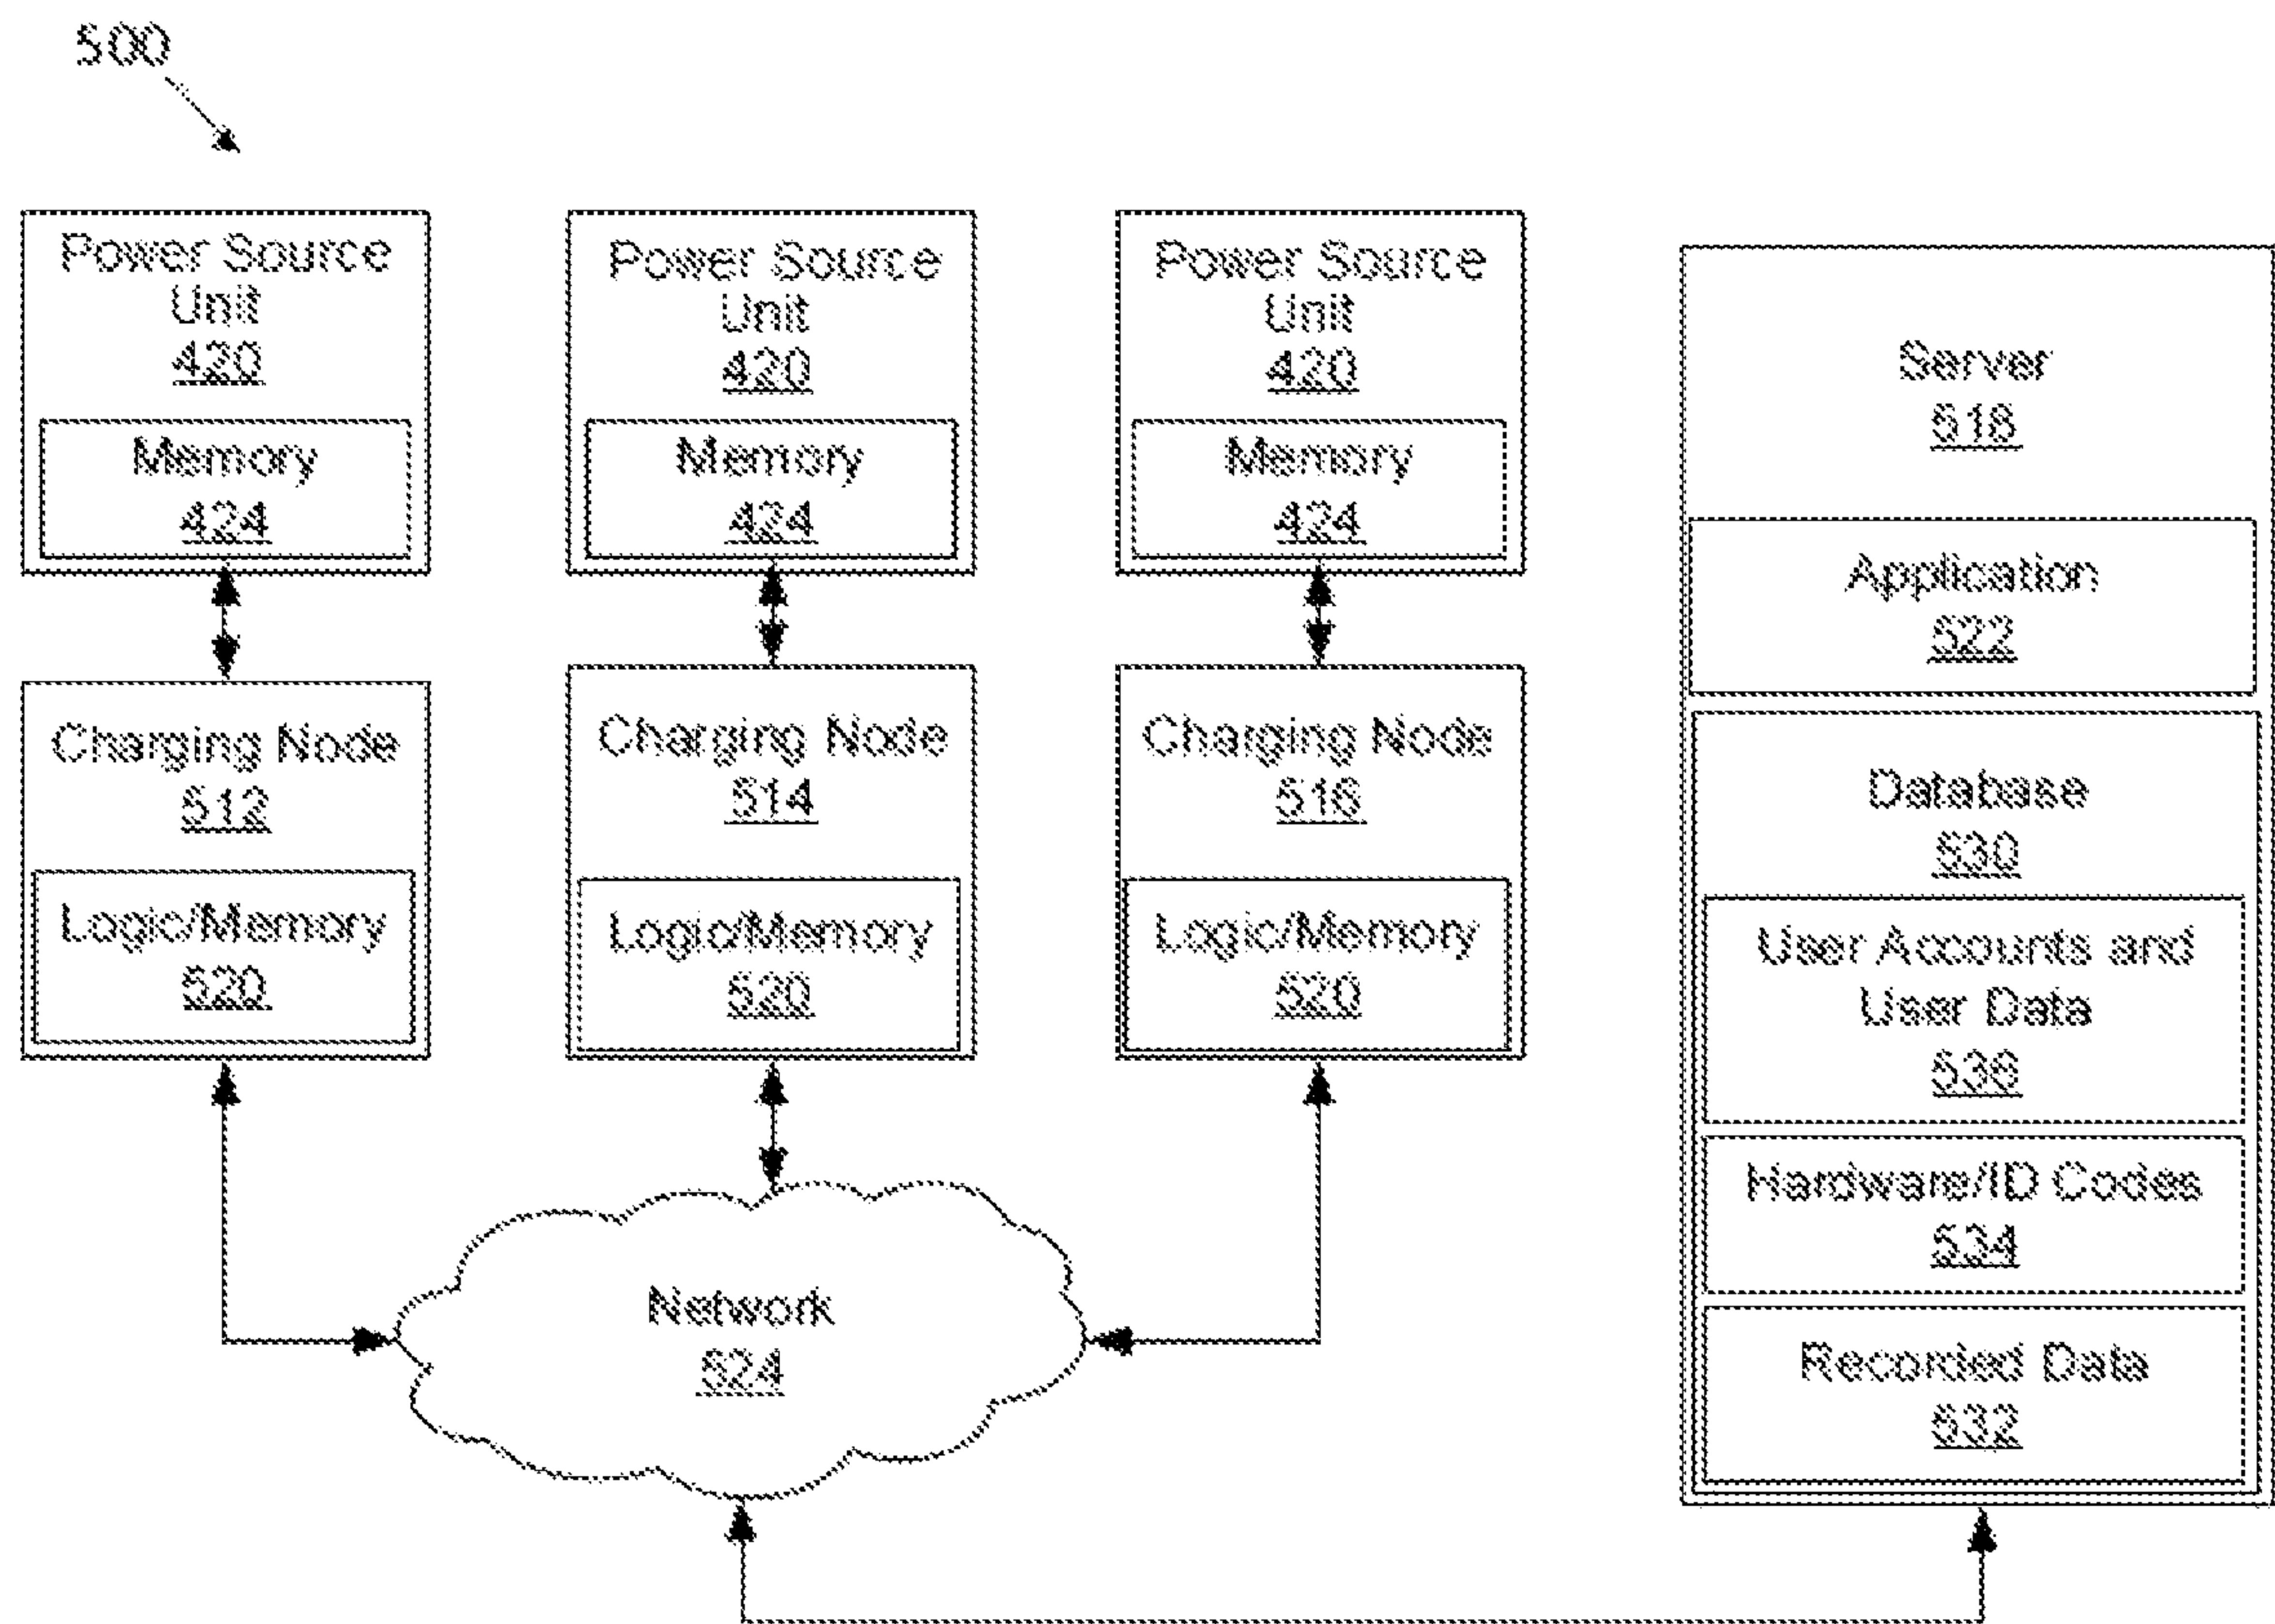 500
Power Source
Unit
420
Memory
424
Power Source
Unit
420
Memory
424
Power Source
Unit
420
Memory
424
Charging Node
512
Logic/Memory
520
Charging Node
514
Logic/Memory
520
Charging Node
516
Logic/Memory
520
Network
524
Server
518
Application
522
Database
530
User Accounts and
User Data
536
Hardware/ID Codes
534
Recorded Data
532